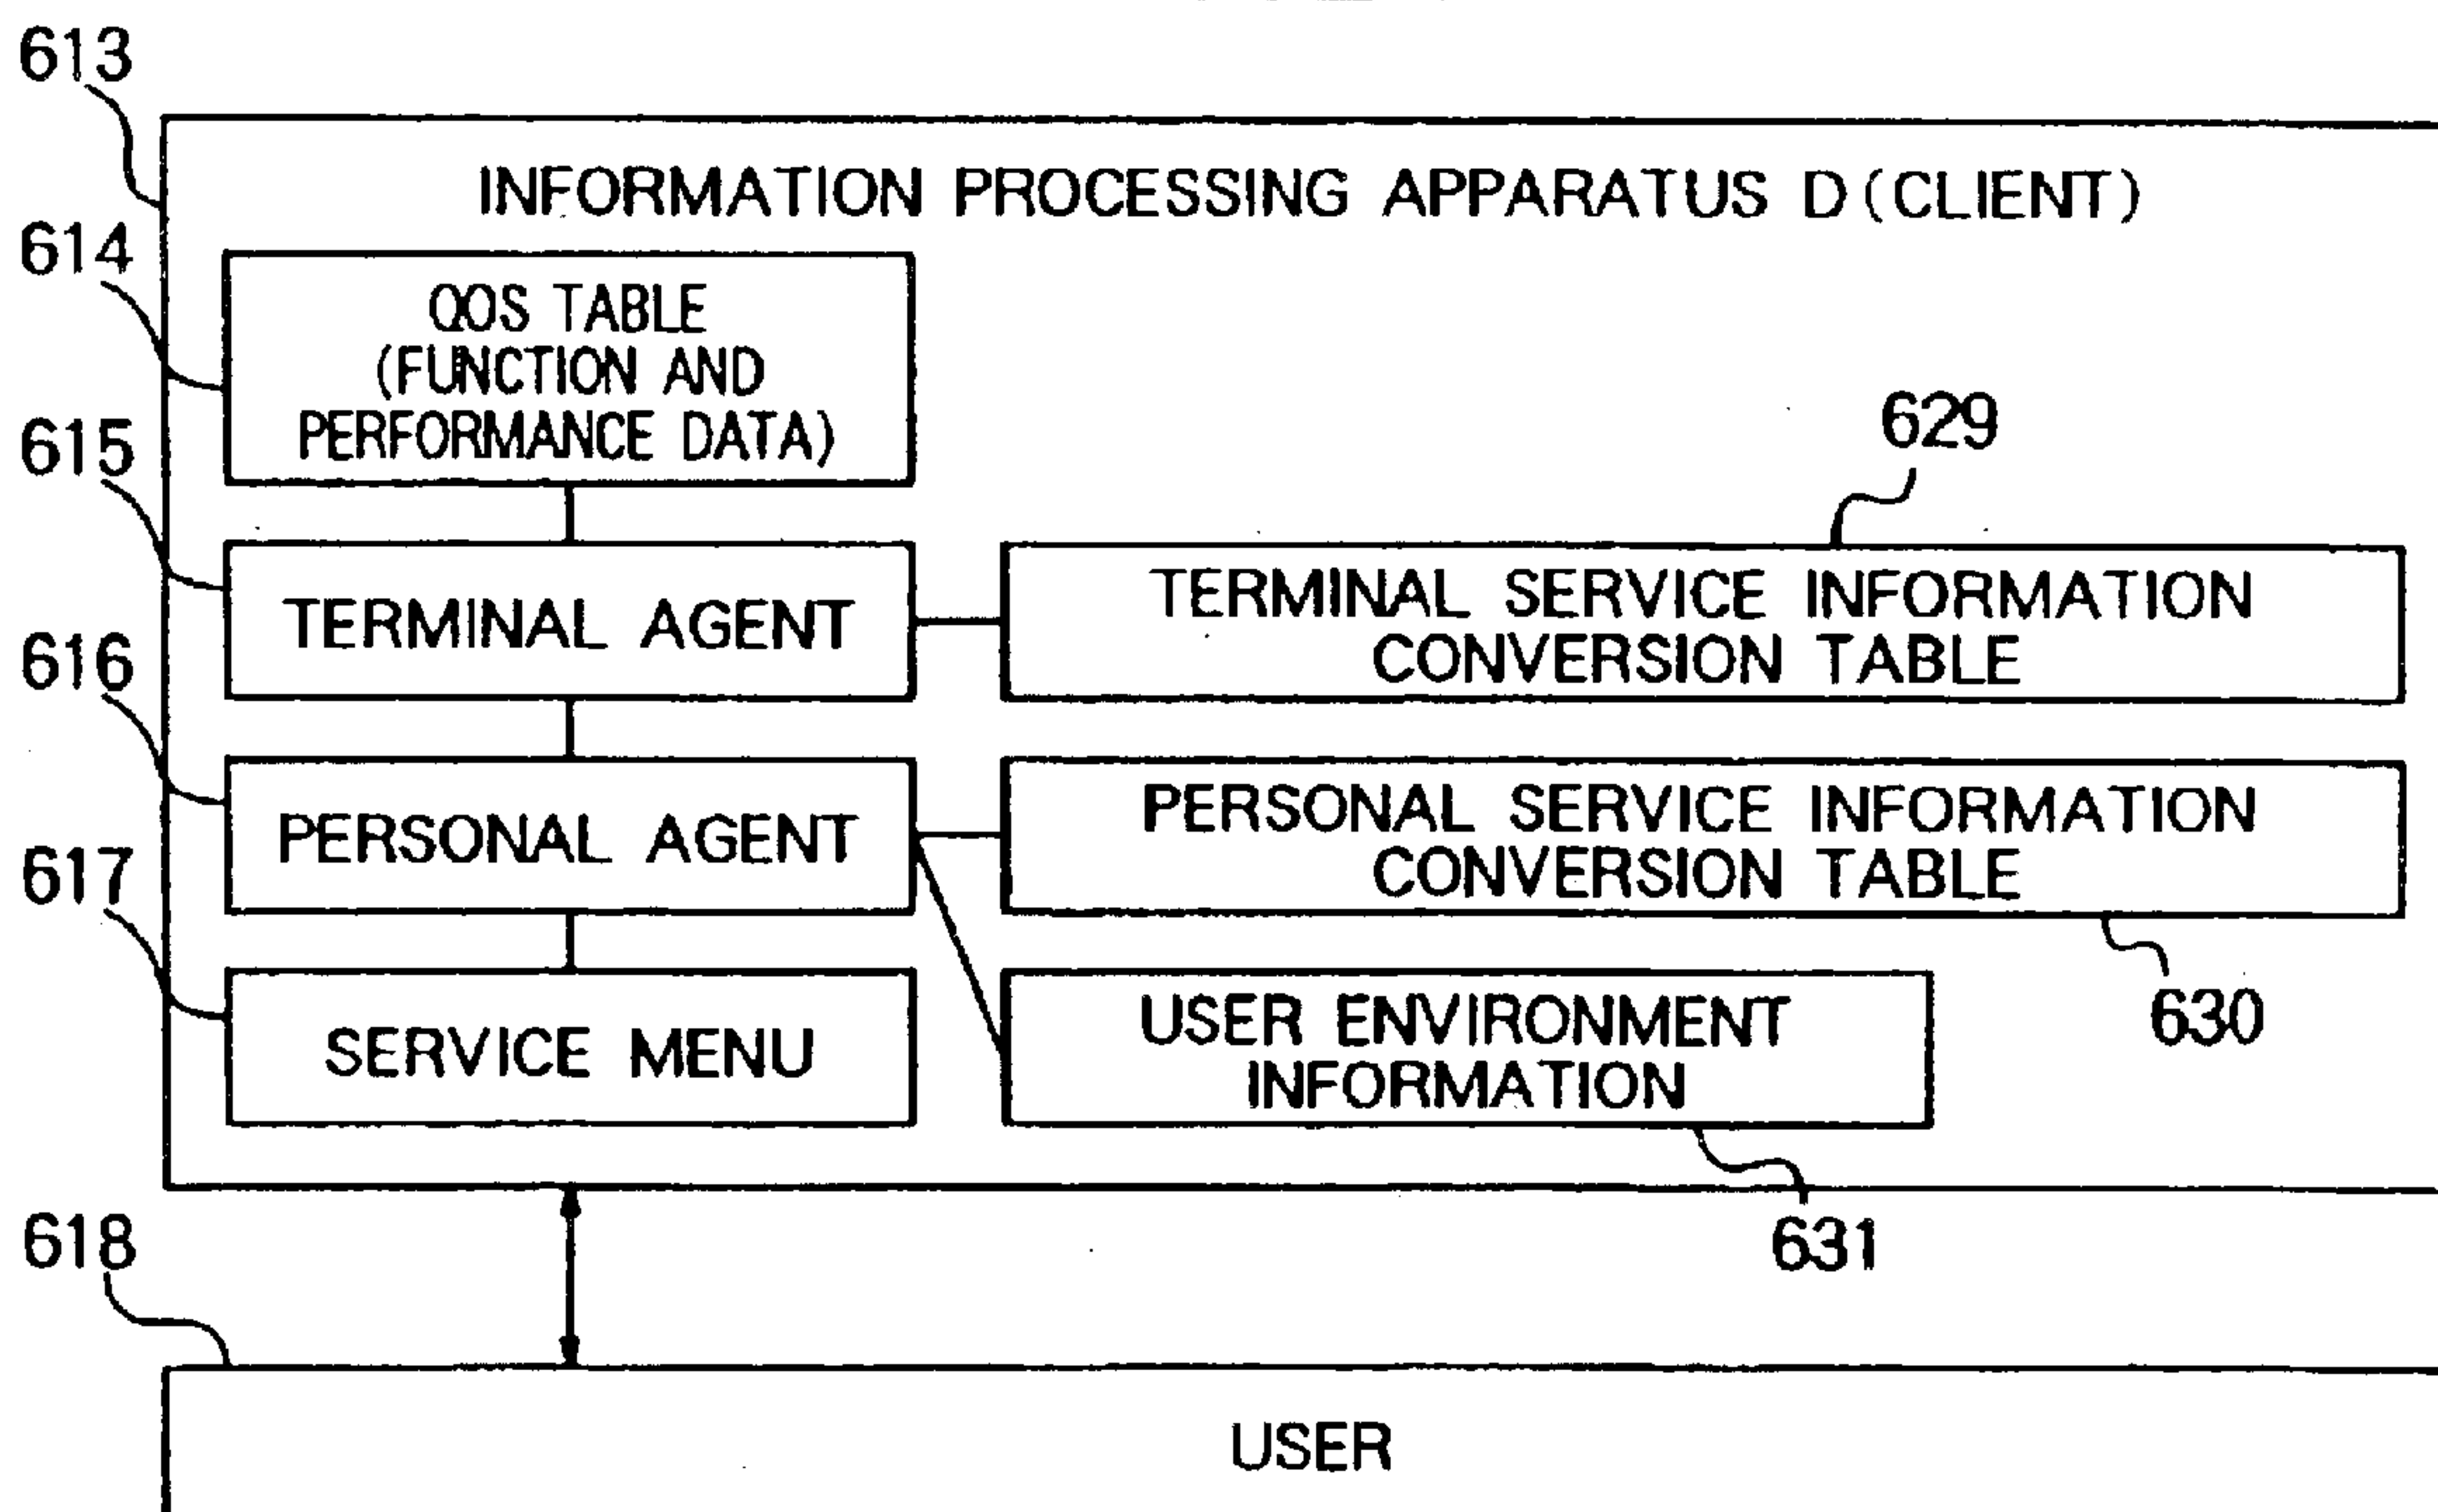 613
INFORMATION PROCESSING APPARATUS D (CLIENT)
614
QOS TABLE
(FUNCTION AND
PERFORMANCE DATA)
615
629
TERMINAL AGENT
TERMINAL SERVICE INFORMATION
CONVERSION TABLE
616
PERSONAL AGENT
PERSONAL SERVICE INFORMATION
CONVERSION TABLE
617
630
SERVICE MENU
USER ENVIRONMENT
INFORMATION
618
631
USER